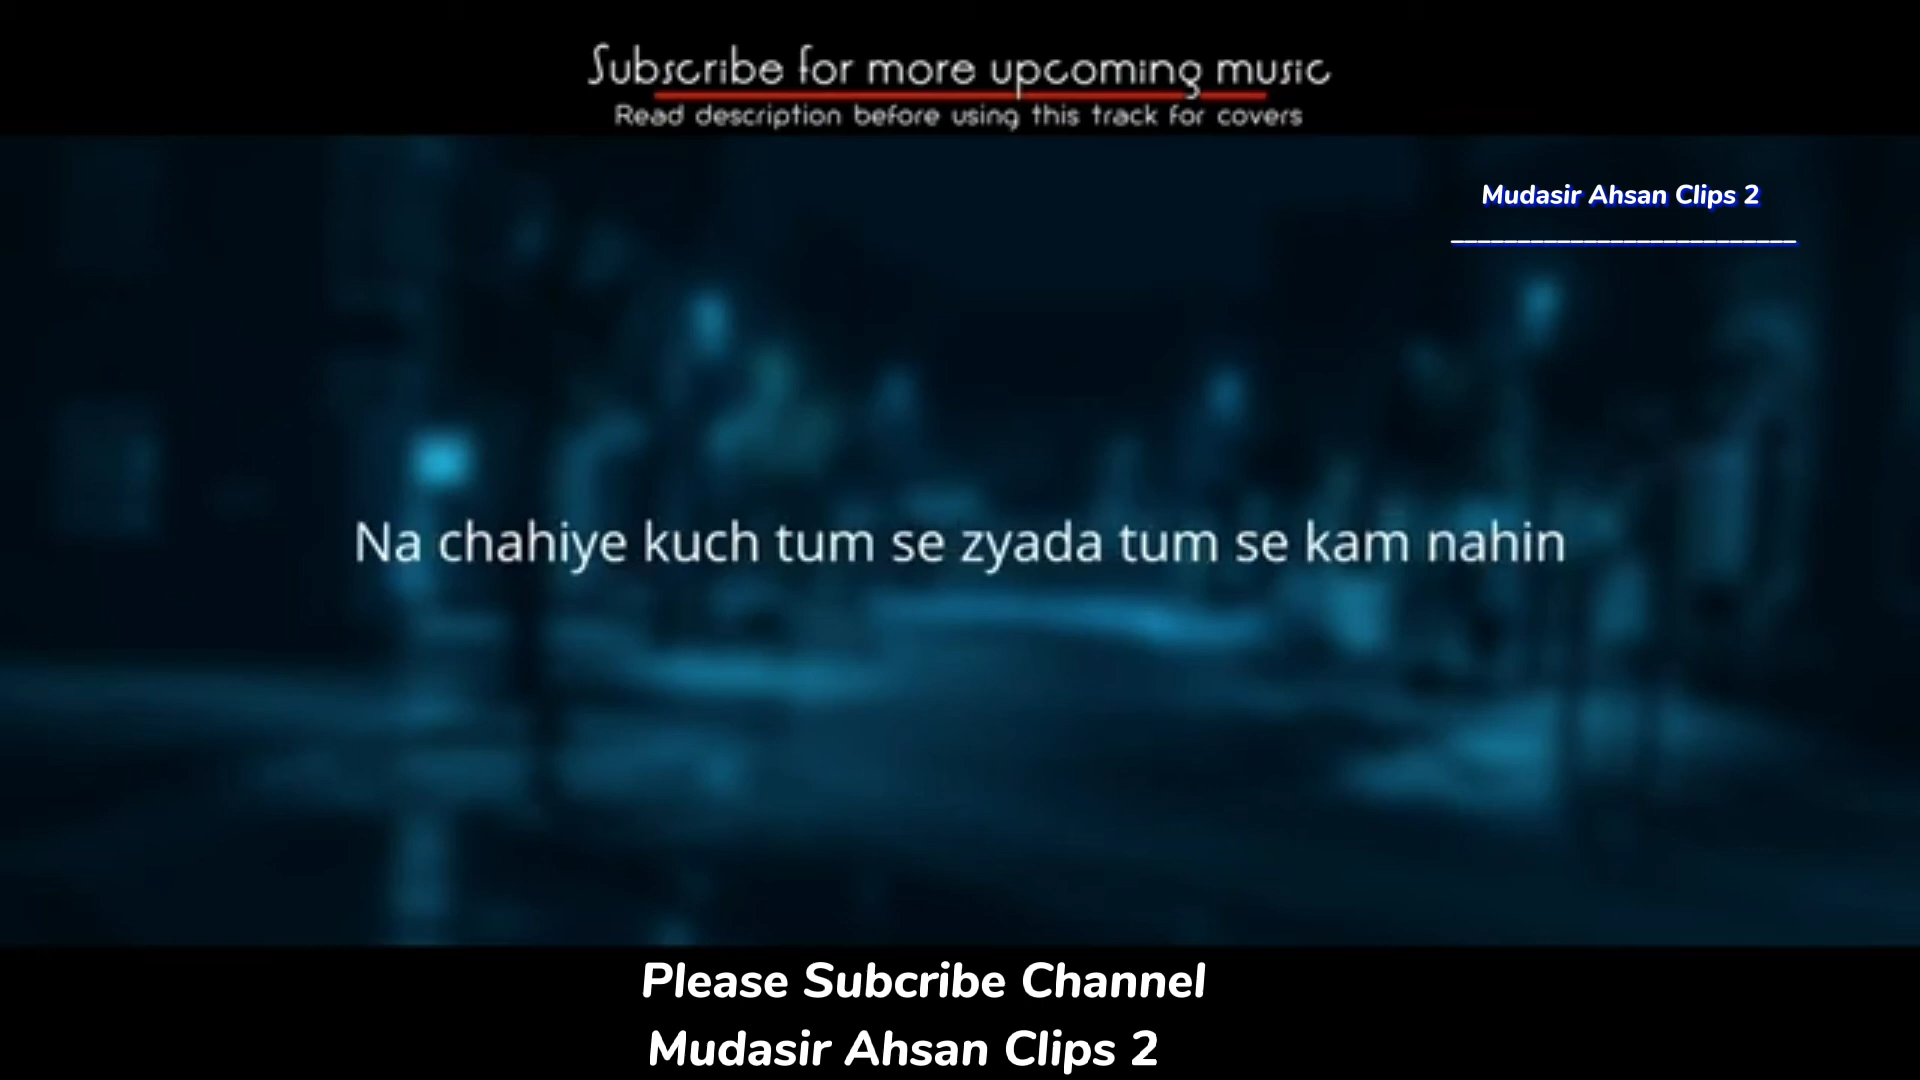 Subscribe for more upcoming music
Read description before using this track for covers
Mudasir Ahsan Clips 2
Na chahiye kuch tum se zyada tum se kam nahin
Please Subcribe Channel
Mudasir Ahsan Clips 2